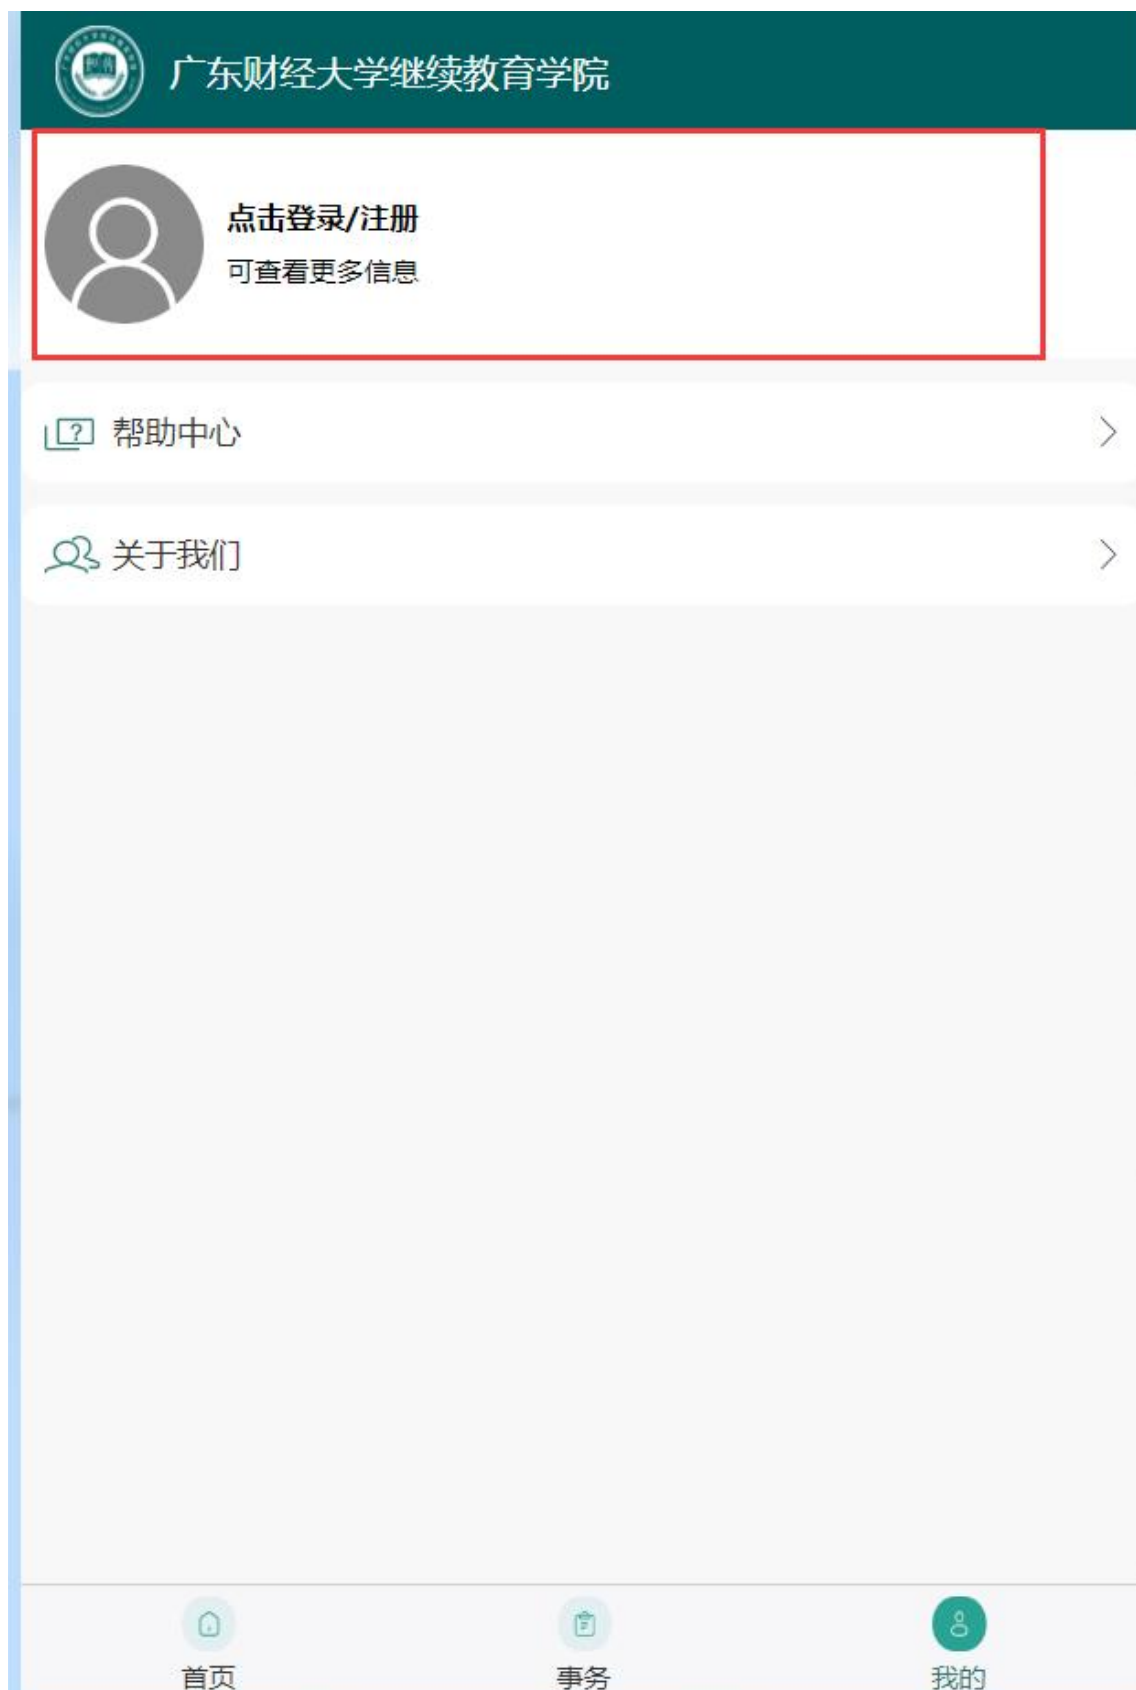 广东财经大学继续教育学院
点击登录/注册
可查看更多信息
帮助中心
关于我们
首页
事务
我的